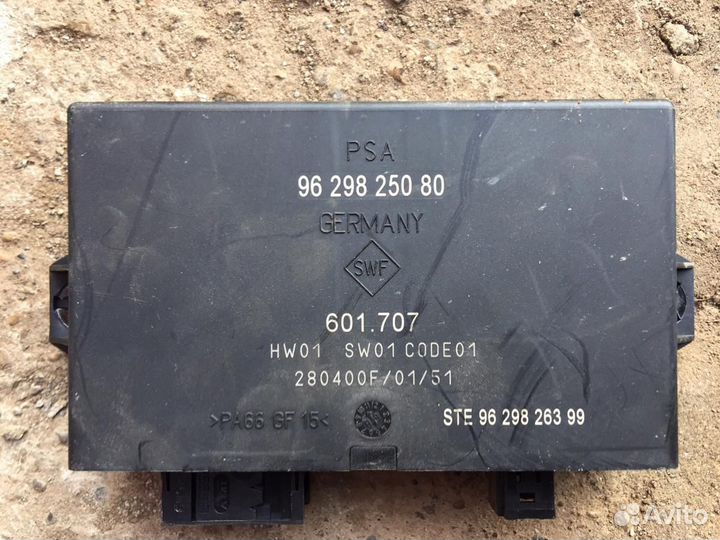 PSA
96 298 250 80
GERMANY
SWF
601.707
HW01 SW01 CODE01
280400F/01/51
>PA66 GF 15<
STE 96 298 263 99
Avito